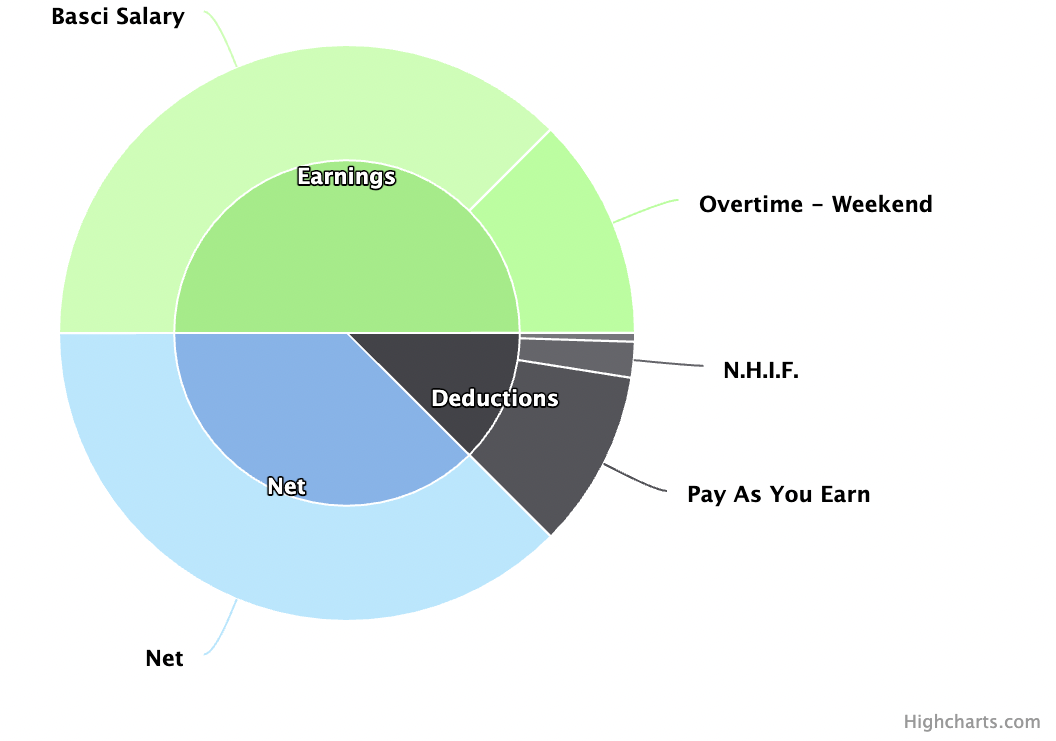 Basci Salary
Earnings
Overtime – Weekend
N.H.I.F.
Deductions
Net
Pay As You Earn
Net
Highcharts.com